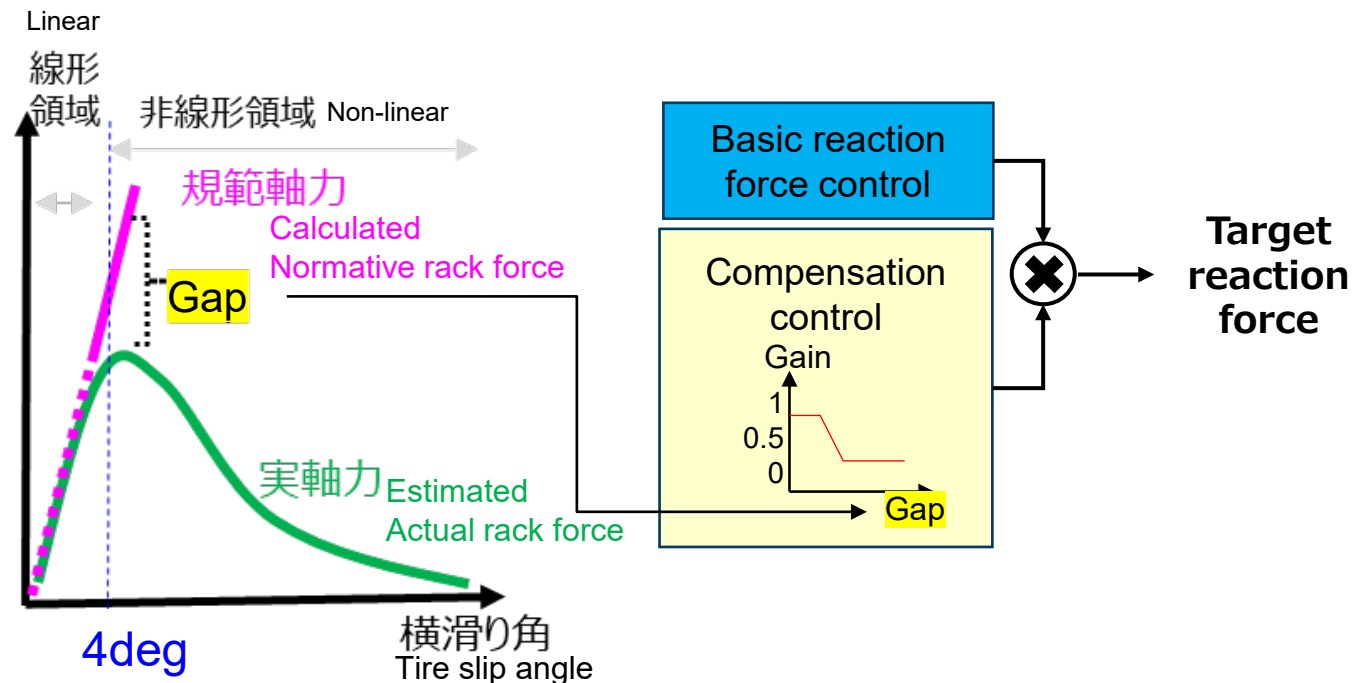 Linear
線形
領域
非線形領域 Non-linear
規範軸力
Calculated
Normative rack force
Gap
実軸力 Estimated
Actual rack force
4deg
横滑り角
Tire slip angle
Basic reaction
force control
Compensation
control
Gain
1
0.5
0
Gap
Target
reaction
force